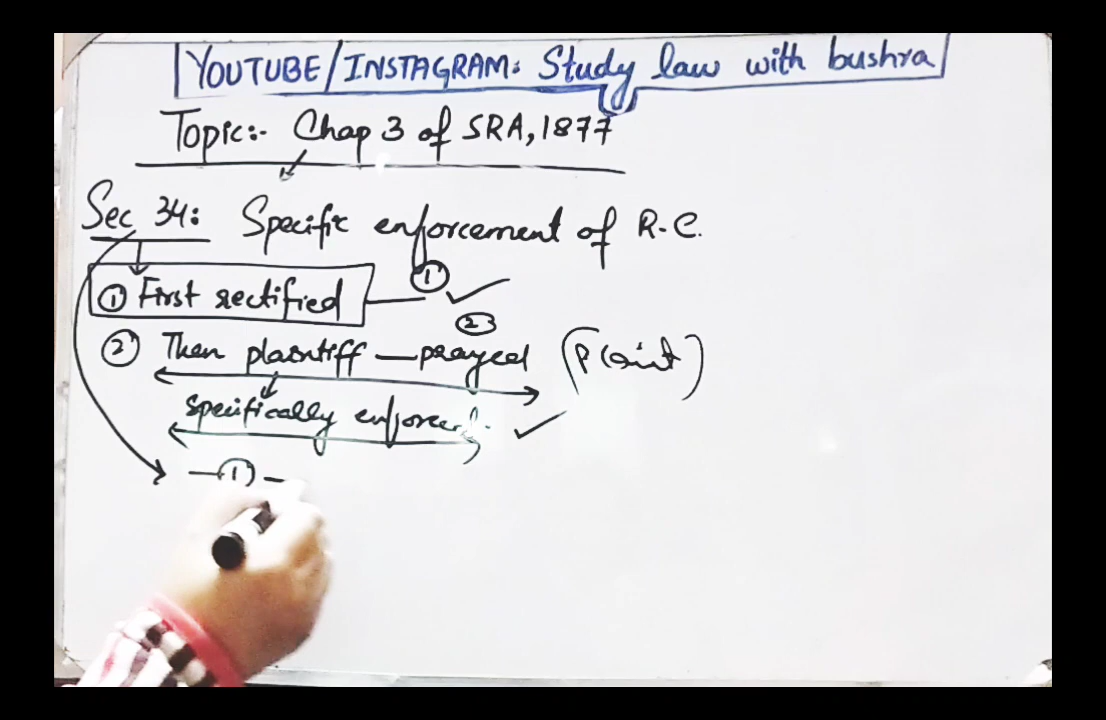 YOUTUBE/INSTAGRAM: Study law with bushra
Topic:- Chap 3 of SRA, 1877
Sec 34: Specific enforcement of R.C.
① First rectified — ① ✓
②
② Then plaintiff — prayed (Plaint)
specifically enforced. ✓
— ① —